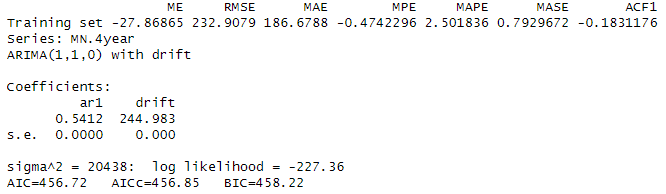 ME RMSE MAE MPE MAPE MASE ACF1
Training set -27.86865 232.9079 186.6788 -0.4742296 2.501836 0.7929672 -0.1831176
Series: MN.4year
ARIMA(1,1,0) with drift
Coefficients:
ar1 drift
0.5412 244.983
s.e. 0.0000 0.000
sigma^2 = 20438: log likelihood = -227.36
AIC=456.72 AICc=456.85 BIC=458.22